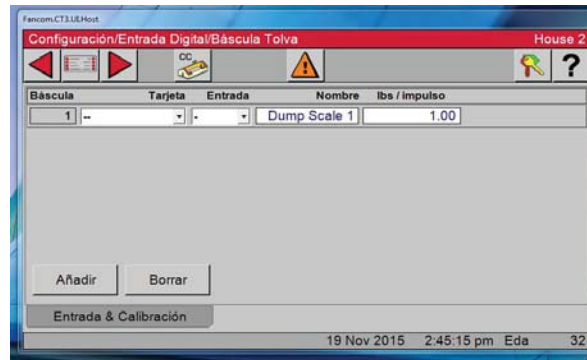 Fancom.CT3.UI.Host
Configuración/Entrada Digital/Báscula Tolva House 2
CC
?
Báscula Tarjeta Entrada Nombre lbs / impulso
1 -- - Dump Scale 1 1.00
Añadir Borrar
Entrada & Calibración
19 Nov 2015 2:45:15 pm Eda 32